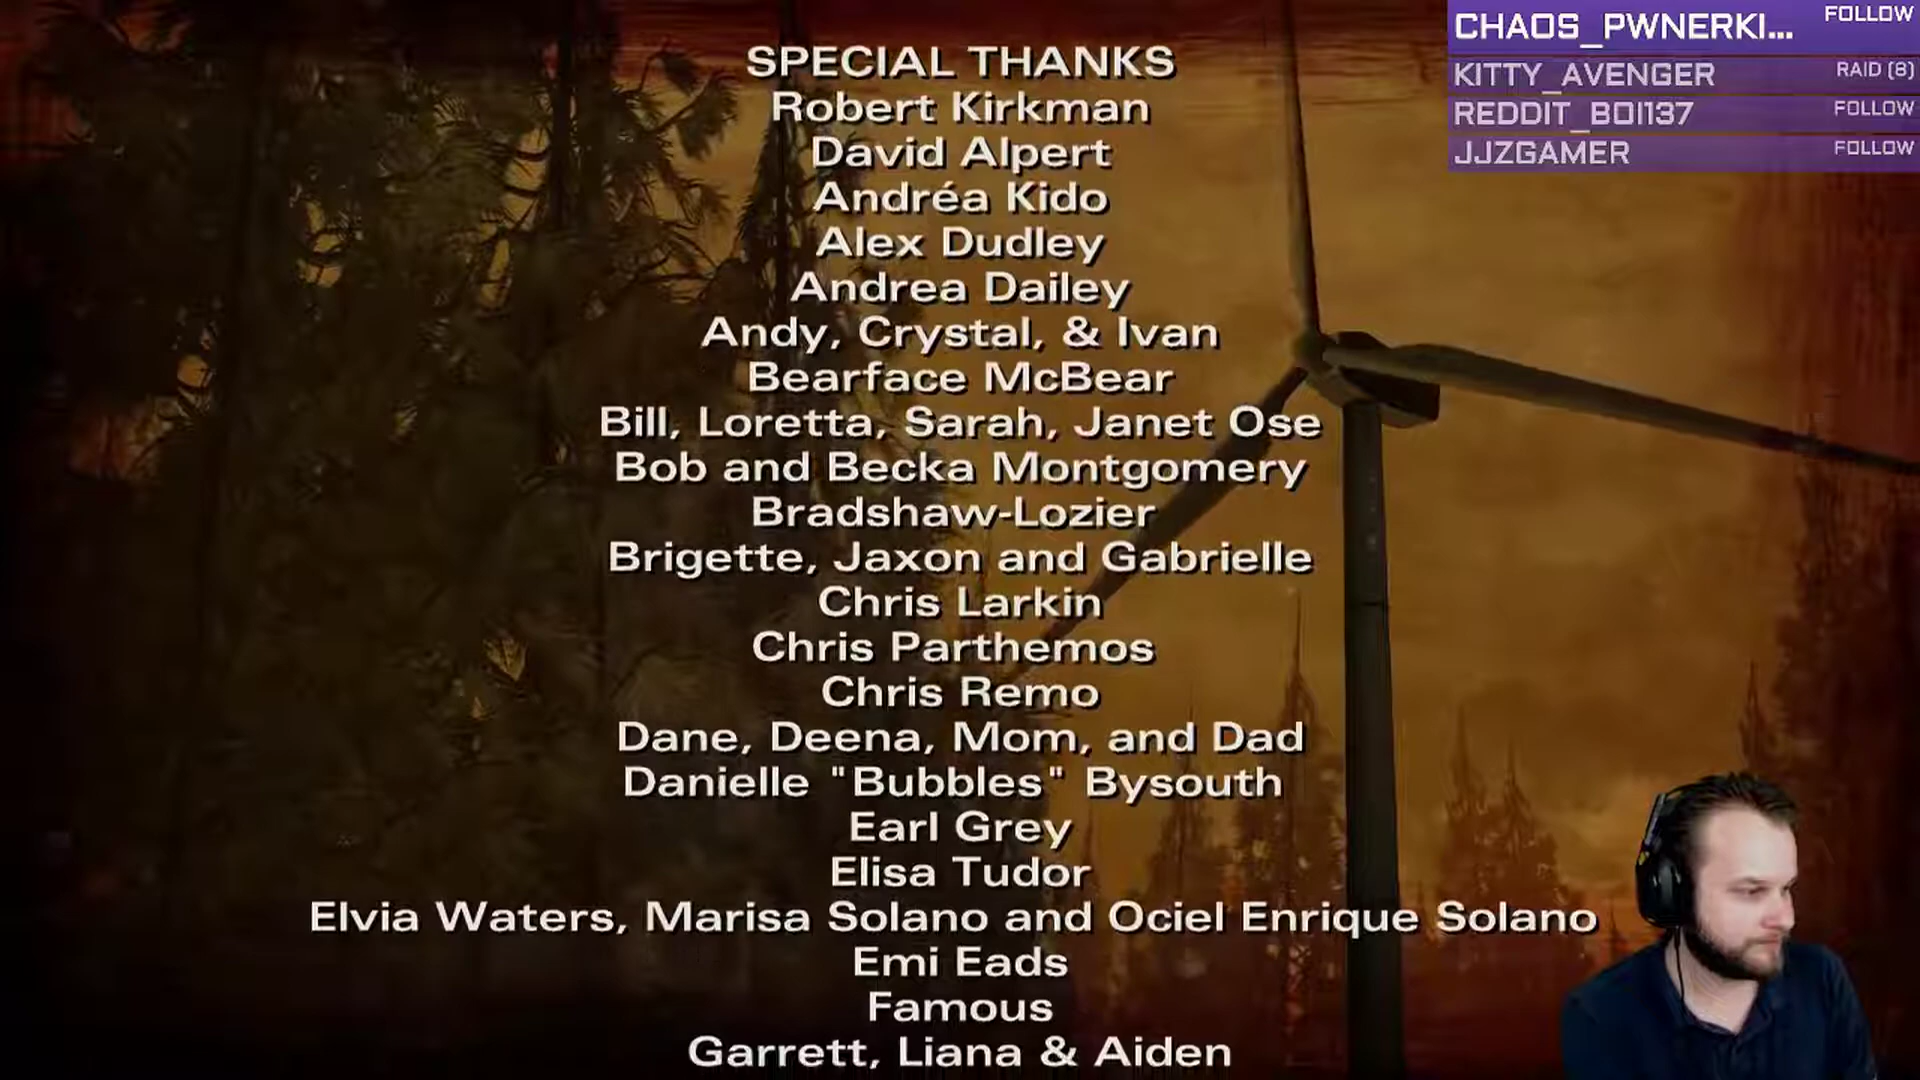 SPECIAL THANKS
Robert Kirkman
David Alpert
Andréa Kido
Alex Dudley
Andrea Dailey
Andy, Crystal, & Ivan
Bearface McBear
Bill, Loretta, Sarah, Janet Ose
Bob and Becka Montgomery
Bradshaw-Lozier
Brigette, Jaxon and Gabrielle
Chris Larkin
Chris Parthemos
Chris Remo
Dane, Deena, Mom, and Dad
Danielle "Bubbles" Bysouth
Earl Grey
Elisa Tudor
Elvia Waters, Marisa Solano and Ociel Enrique Solano
Emi Eads
Famous
Garrett, Liana & Aiden
CHAOS_PWNERKI... FOLLOW
KITTY_AVENGER RAID (8)
REDDIT_BOI137 FOLLOW
JJZGAMER FOLLOW